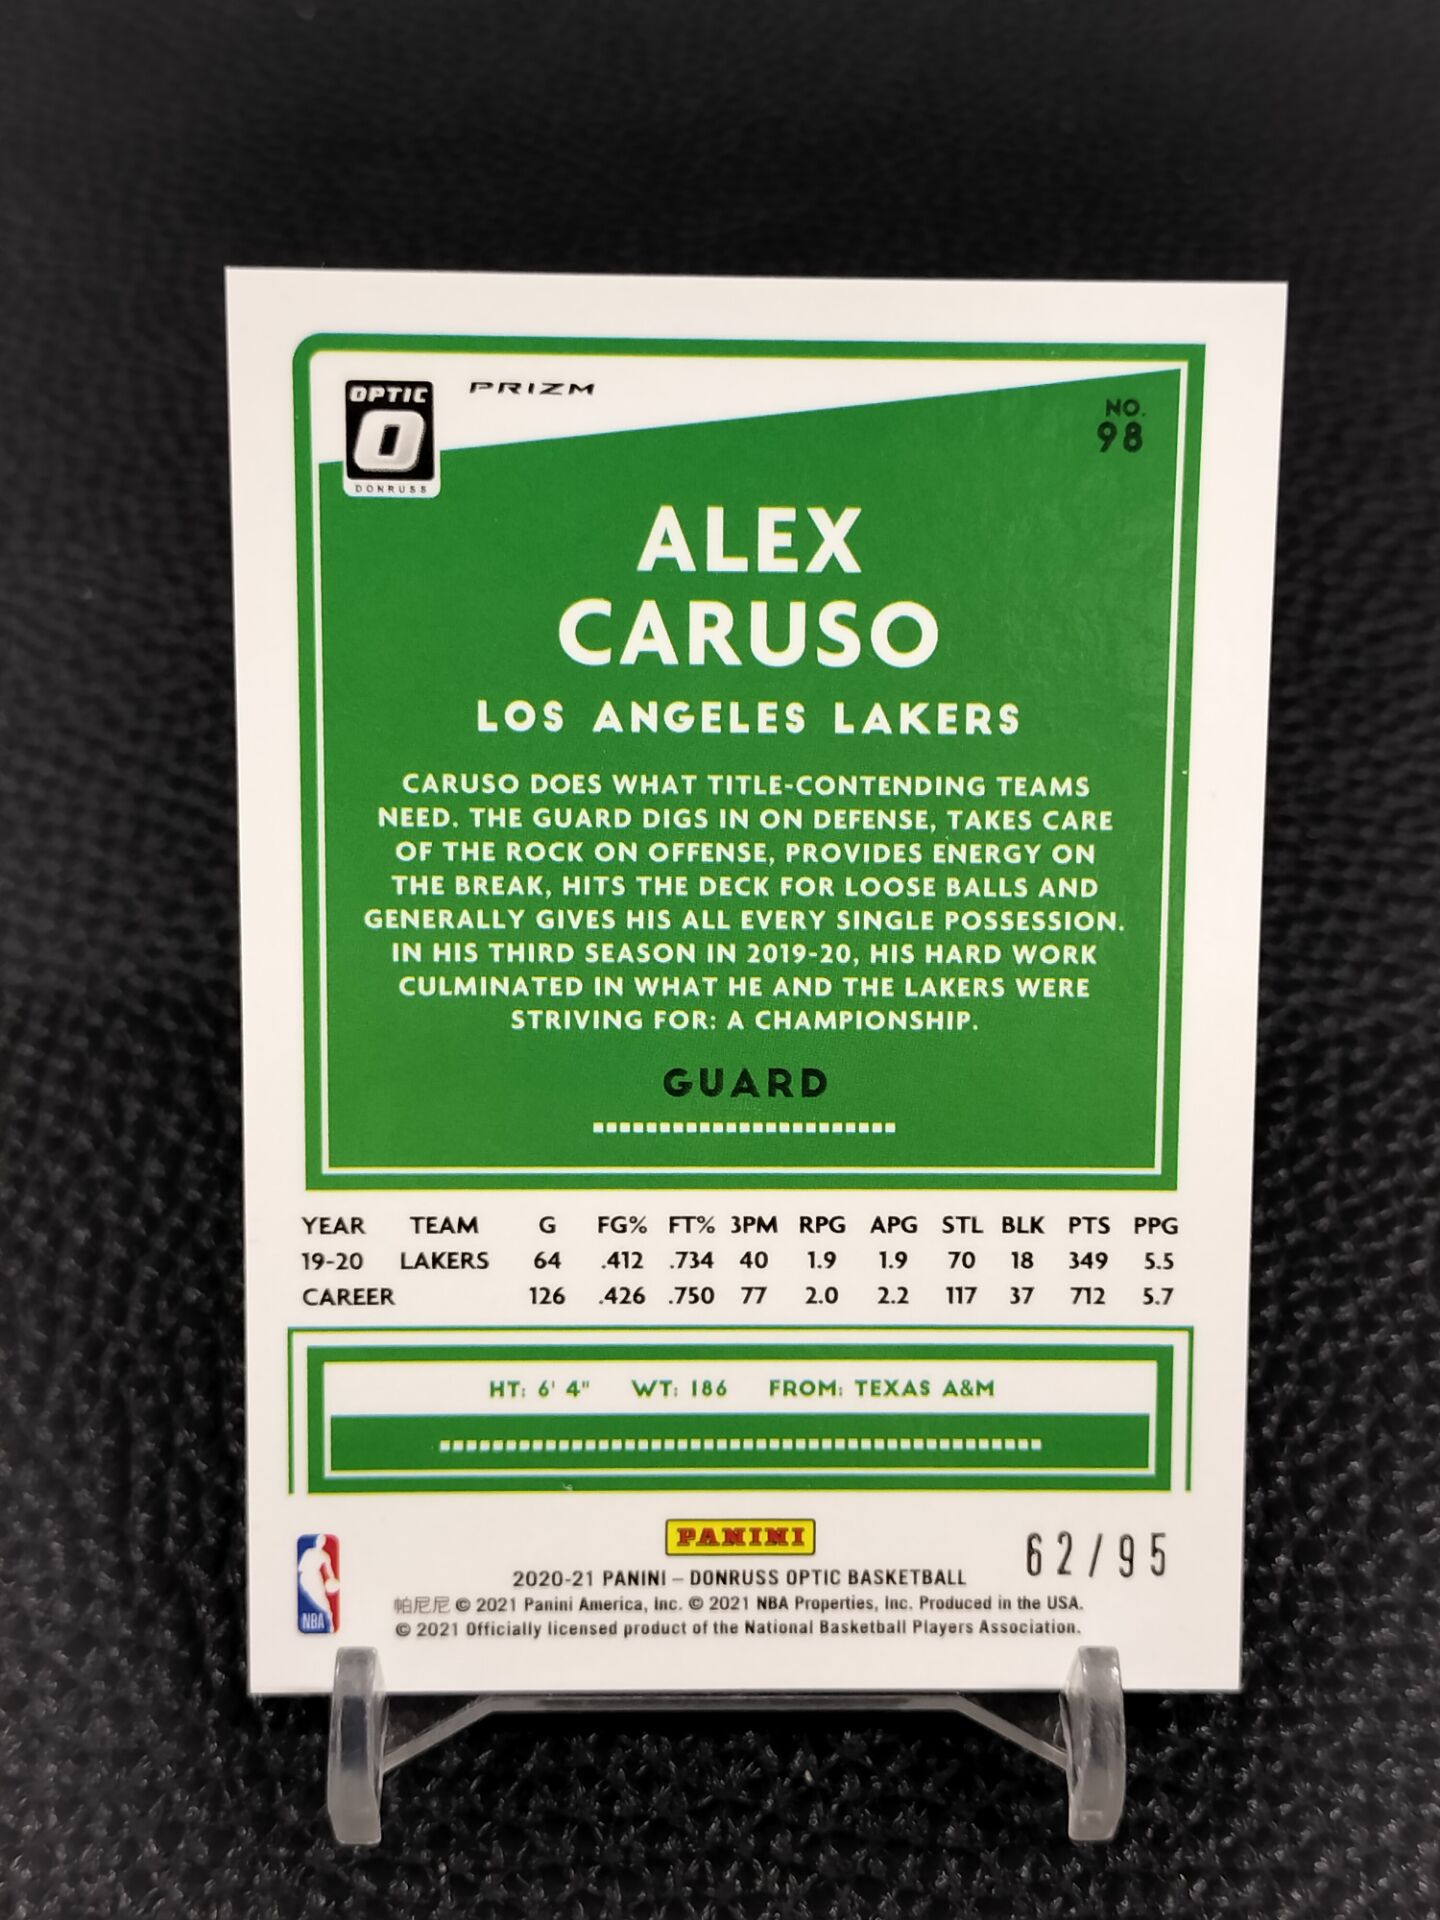 OPTIC
DONRUSS
PRIZM
NO.
98
ALEX
CARUSO
LOS ANGELES LAKERS
CARUSO DOES WHAT TITLE-CONTENDING TEAMS
NEED. THE GUARD DIGS IN ON DEFENSE, TAKES CARE
OF THE ROCK ON OFFENSE, PROVIDES ENERGY ON
THE BREAK, HITS THE DECK FOR LOOSE BALLS AND
GENERALLY GIVES HIS ALL EVERY SINGLE POSSESSION.
IN HIS THIRD SEASON IN 2019-20, HIS HARD WORK
CULMINATED IN WHAT HE AND THE LAKERS WERE
STRIVING FOR: A CHAMPIONSHIP.
GUARD
YEAR TEAM G FG% FT% 3PM RPG APG STL BLK PTS PPG
19-20 LAKERS 64 .412 .734 40 1.9 1.9 70 18 349 5.5
CAREER 126 .426 .750 77 2.0 2.2 117 37 712 5.7
HT: 6' 4" WT: 186 FROM: TEXAS A&M
PANINI
62/95
NBA
2020-21 PANINI – DONRUSS OPTIC BASKETBALL
帕尼尼 © 2021 Panini America, Inc. © 2021 NBA Properties, Inc. Produced in the USA.
© 2021 Officially licensed product of the National Basketball Players Association.